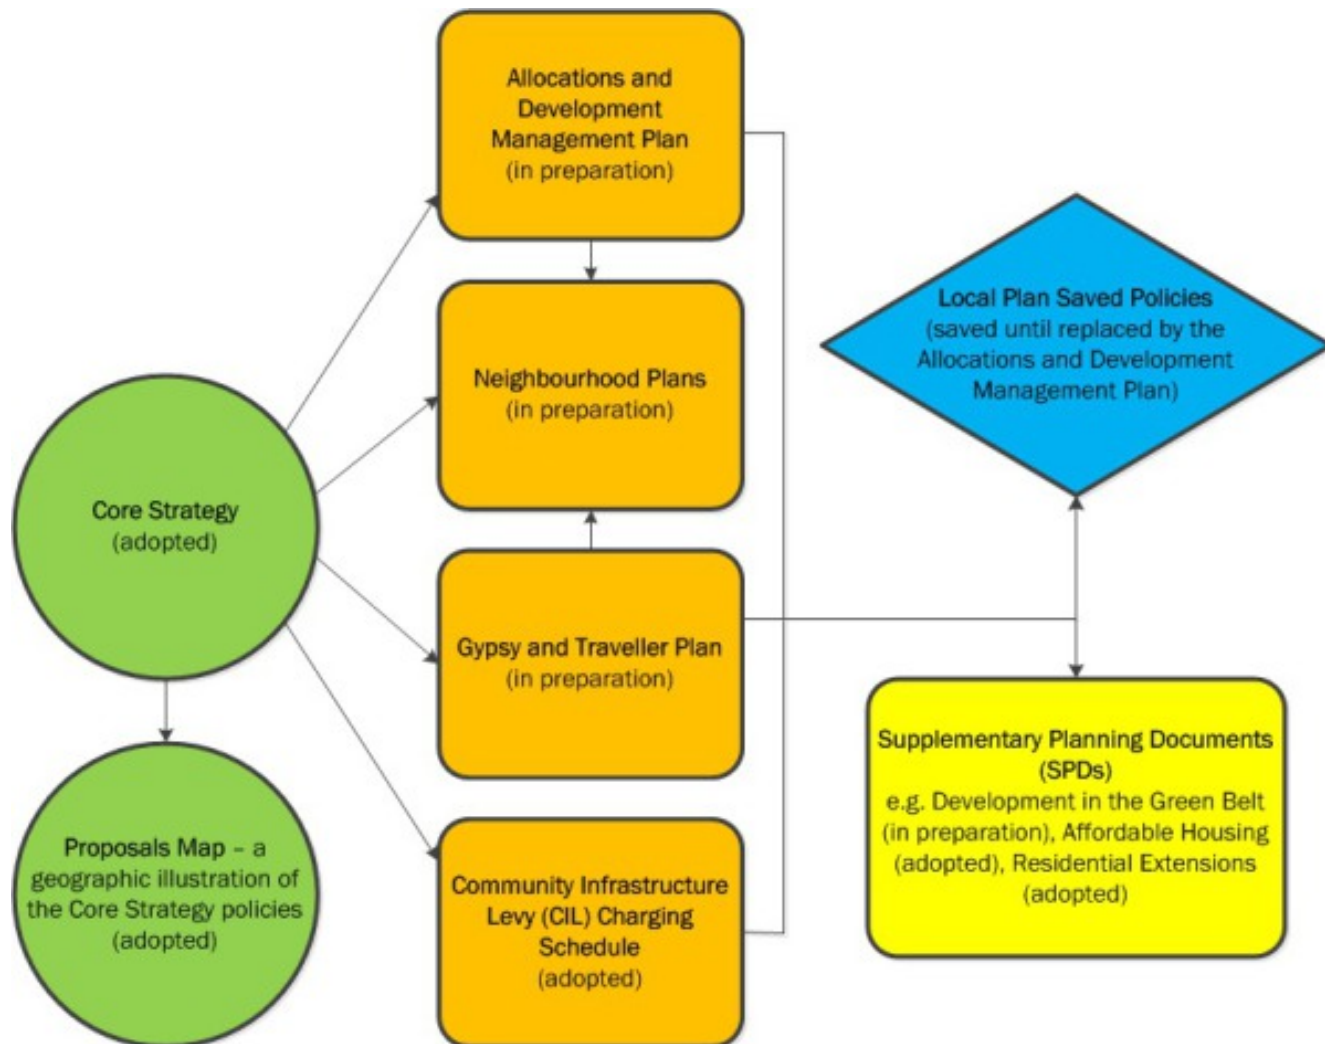 Allocations and
Development
Management Plan
(in preparation)
Neighbourhood Plans
(in preparation)
Gypsy and Traveller Plan
(in preparation)
Community Infrastructure
Levy (CIL) Charging
Schedule
(adopted)
Core Strategy
(adopted)
Proposals Map – a
geographic illustration of
the Core Strategy policies
(adopted)
Local Plan Saved Policies
(saved until replaced by the
Allocations and Development
Management Plan)
Supplementary Planning Documents
(SPDs)
e.g. Development in the Green Belt
(in preparation), Affordable Housing
(adopted), Residential Extensions
(adopted)